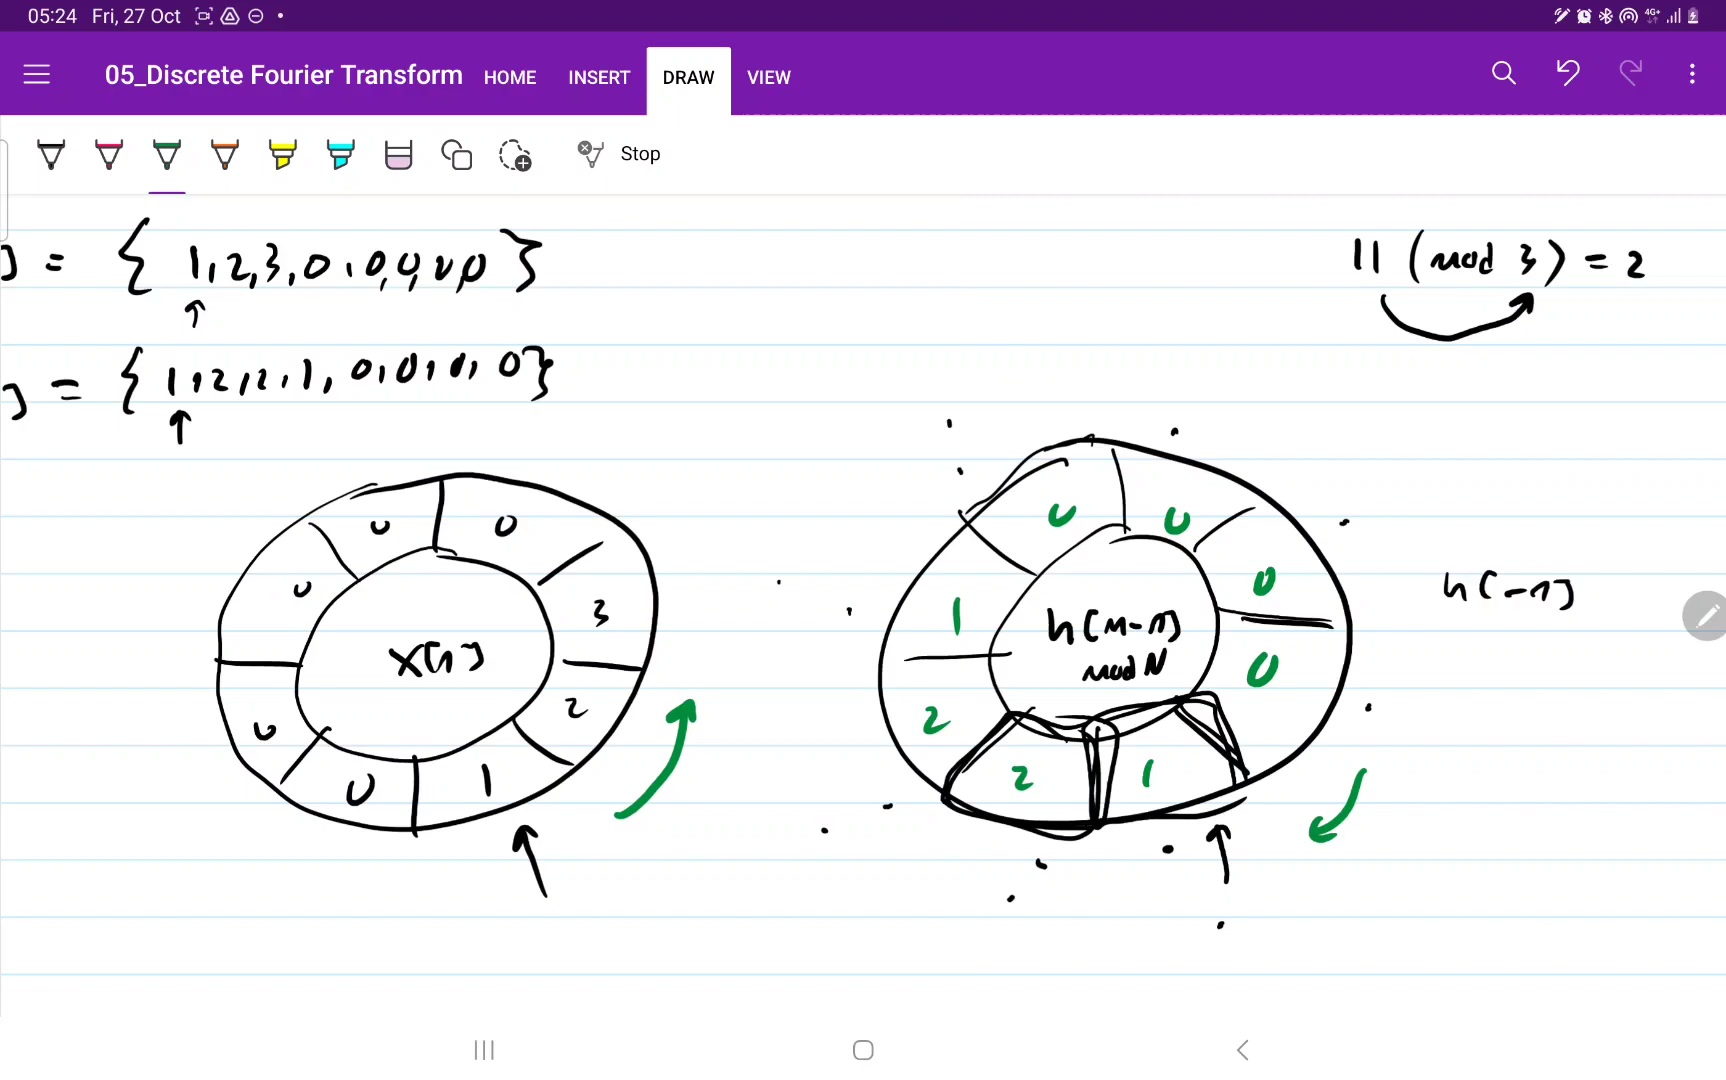 05:24 Fri, 27 Oct 4G+
05_Discrete Fourier Transform HOME INSERT DRAW VIEW
Stop
] = { 1,2,3,0,0,0,0,0 }
↑
11 (mod 3) = 2
] = { 1,2,2,1,0,0,0,0}
↑
0 0
0 3
x[n]
0 2
0 1
0 0
1 0
h[n-n]
mod N
2 0
2 1
h[-n]